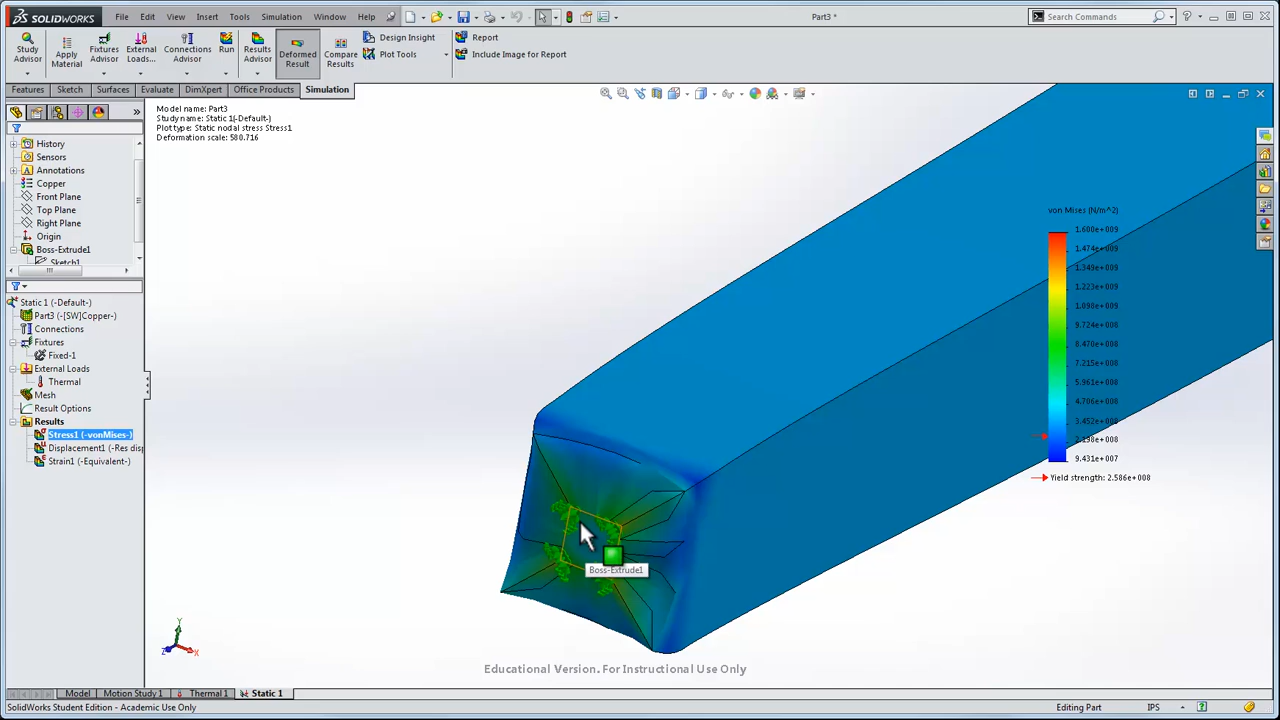 SOLIDWORKS File Edit View Insert Tools Simulation Window Help Part3 * Search Commands
Study Advisor
Apply Material
Fixtures Advisor
External Loads...
Connections Advisor
Run
Results Advisor
Deformed Result
Compare Results
Design Insight
Plot Tools
Report
Include Image for Report
Features Sketch Surfaces Evaluate DimXpert Office Products Simulation
Model name: Part3
Study name: Static 1(-Default-)
Plot type: Static nodal stress Stress1
Deformation scale: 580.716
History
Sensors
Annotations
Copper
Front Plane
Top Plane
Right Plane
Origin
Boss-Extrude1
Sketch1
Static 1 (-Default-)
Part3 (-[SW]Copper-)
Connections
Fixtures
Fixed-1
External Loads
Thermal
Mesh
Result Options
Results
Stress1 (-vonMises-)
Displacement1 (-Res disp
Strain1 (-Equivalent-)
von Mises (N/m^2)
1.600e+009
1.474e+009
1.349e+009
1.223e+009
1.098e+009
9.724e+008
8.470e+008
7.215e+008
5.961e+008
4.706e+008
3.452e+008
2.198e+008
9.431e+007
Yield strength: 2.586e+008
Boss-Extrude1
Y
X
Z
Educational Version. For Instructional Use Only
Model Motion Study 1 Thermal 1 Static 1
SolidWorks Student Edition - Academic Use Only Editing Part IPS